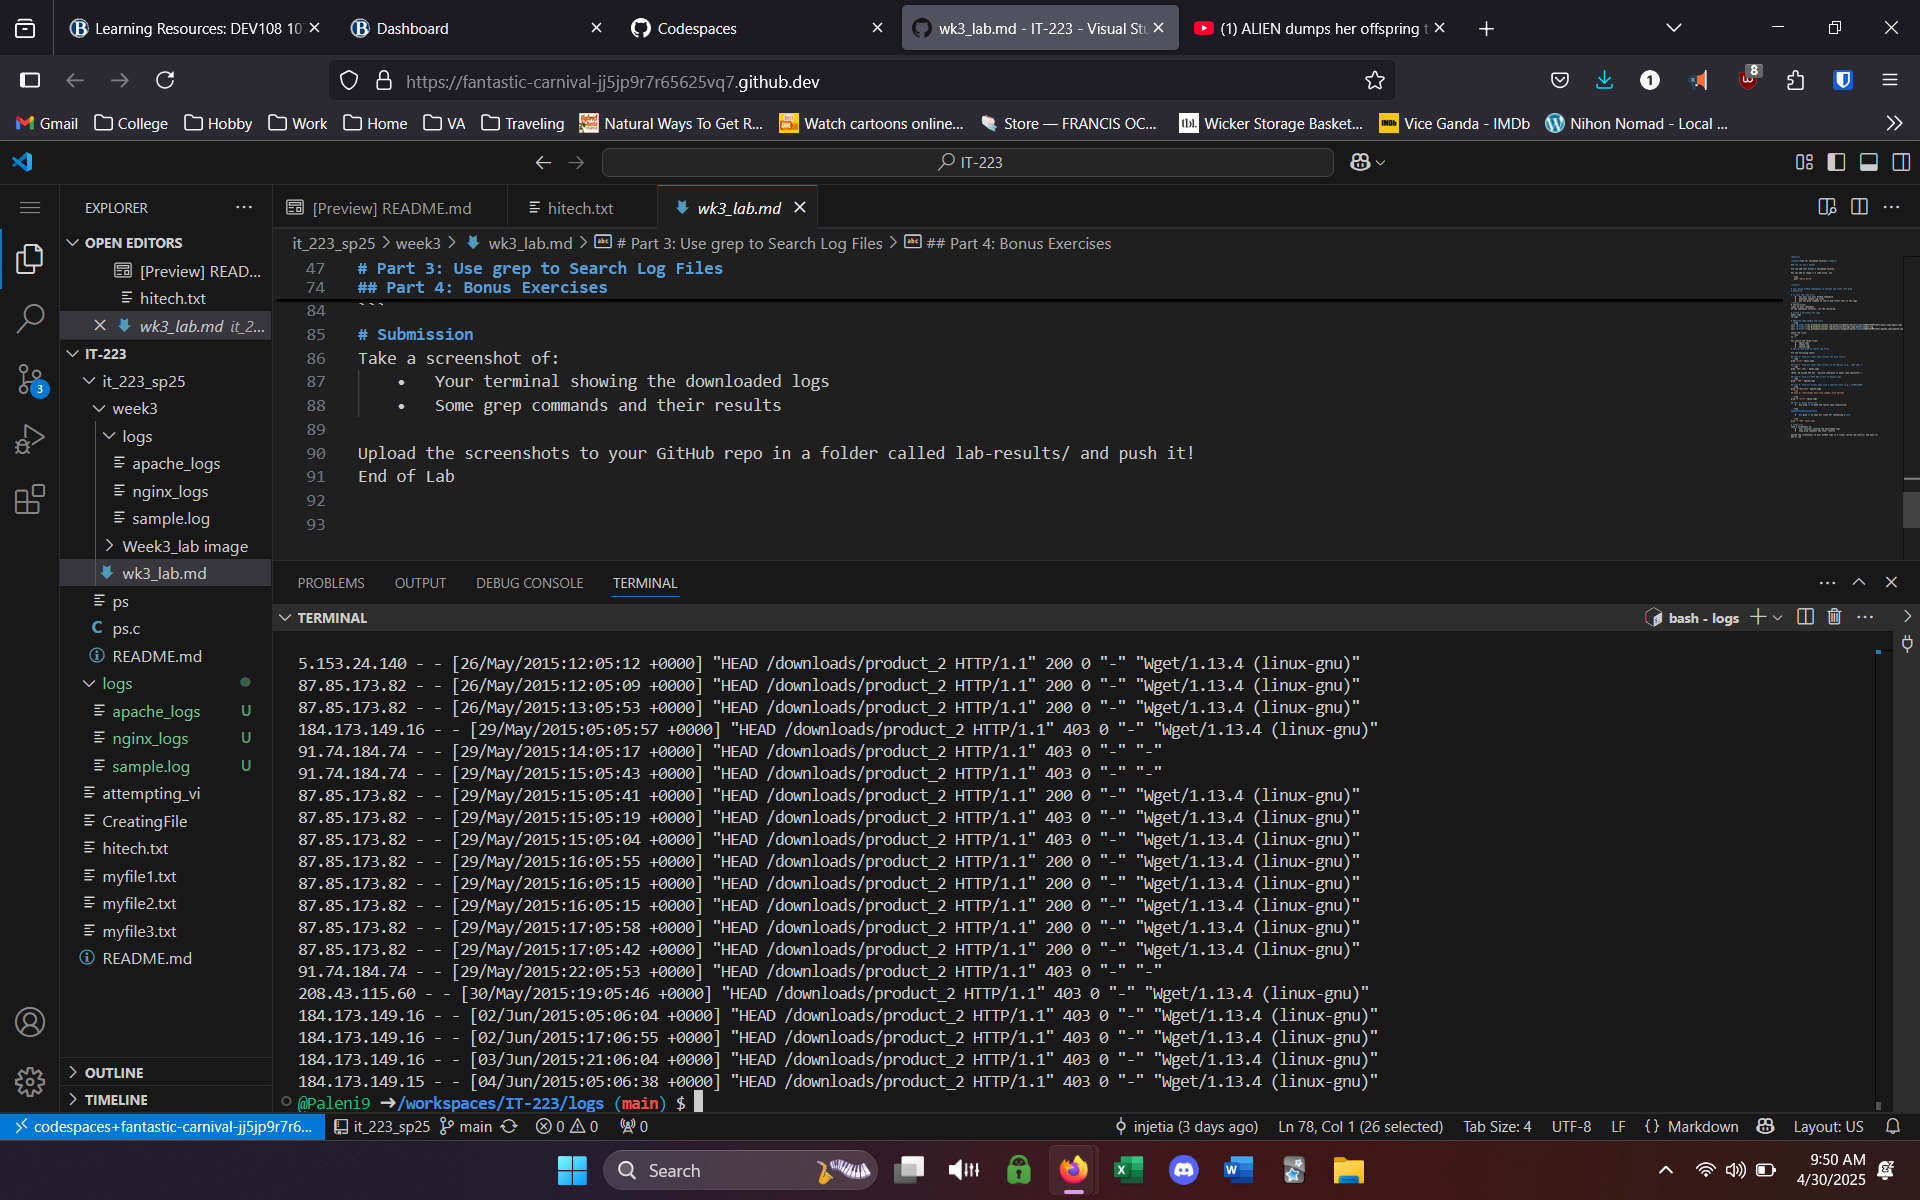 Learning Resources: DEV108 10
Dashboard
Codespaces
wk3_lab.md - IT-223 - Visual Stu
(1) ALIEN dumps her offspring t
https://fantastic-carnival-jj5jp9r7r65625vq7.github.dev
1
8
Gmail College Hobby Work Home VA Traveling Natural Ways To Get R... Watch cartoons online... Store — FRANCIS OC... Wicker Storage Basket... Vice Ganda - IMDb Nihon Nomad - Local ...
IT-223
EXPLORER
OPEN EDITORS
[Preview] READ...
hitech.txt
wk3_lab.md it_2...
IT-223
it_223_sp25
week3
logs
apache_logs
nginx_logs
sample.log
Week3_lab image
wk3_lab.md
ps
C ps.c
README.md
logs
apache_logs U
nginx_logs U
sample.log U
attempting_vi
CreatingFile
hitech.txt
myfile1.txt
myfile2.txt
myfile3.txt
README.md
OUTLINE
TIMELINE
3
[Preview] README.md hitech.txt wk3_lab.md
it_223_sp25 > week3 > wk3_lab.md > # Part 3: Use grep to Search Log Files > ## Part 4: Bonus Exercises
47 # Part 3: Use grep to Search Log Files
74 ## Part 4: Bonus Exercises
84 ```
85 # Submission
86 Take a screenshot of:
87 • Your terminal showing the downloaded logs
88 • Some grep commands and their results
89
90 Upload the screenshots to your GitHub repo in a folder called lab-results/ and push it!
91 End of Lab
92
93
PROBLEMS OUTPUT DEBUG CONSOLE TERMINAL
TERMINAL
bash - logs
5.153.24.140 - - [26/May/2015:12:05:12 +0000] "HEAD /downloads/product_2 HTTP/1.1" 200 0 "-" "Wget/1.13.4 (linux-gnu)"
87.85.173.82 - - [26/May/2015:12:05:09 +0000] "HEAD /downloads/product_2 HTTP/1.1" 200 0 "-" "Wget/1.13.4 (linux-gnu)"
87.85.173.82 - - [26/May/2015:13:05:53 +0000] "HEAD /downloads/product_2 HTTP/1.1" 200 0 "-" "Wget/1.13.4 (linux-gnu)"
184.173.149.16 - - [29/May/2015:05:05:57 +0000] "HEAD /downloads/product_2 HTTP/1.1" 403 0 "-" "Wget/1.13.4 (linux-gnu)"
91.74.184.74 - - [29/May/2015:14:05:17 +0000] "HEAD /downloads/product_2 HTTP/1.1" 403 0 "-" "-"
91.74.184.74 - - [29/May/2015:15:05:43 +0000] "HEAD /downloads/product_2 HTTP/1.1" 403 0 "-" "-"
87.85.173.82 - - [29/May/2015:15:05:41 +0000] "HEAD /downloads/product_2 HTTP/1.1" 200 0 "-" "Wget/1.13.4 (linux-gnu)"
87.85.173.82 - - [29/May/2015:15:05:19 +0000] "HEAD /downloads/product_2 HTTP/1.1" 403 0 "-" "Wget/1.13.4 (linux-gnu)"
87.85.173.82 - - [29/May/2015:15:05:04 +0000] "HEAD /downloads/product_2 HTTP/1.1" 403 0 "-" "Wget/1.13.4 (linux-gnu)"
87.85.173.82 - - [29/May/2015:16:05:55 +0000] "HEAD /downloads/product_2 HTTP/1.1" 200 0 "-" "Wget/1.13.4 (linux-gnu)"
87.85.173.82 - - [29/May/2015:16:05:15 +0000] "HEAD /downloads/product_2 HTTP/1.1" 200 0 "-" "Wget/1.13.4 (linux-gnu)"
87.85.173.82 - - [29/May/2015:16:05:15 +0000] "HEAD /downloads/product_2 HTTP/1.1" 200 0 "-" "Wget/1.13.4 (linux-gnu)"
87.85.173.82 - - [29/May/2015:17:05:58 +0000] "HEAD /downloads/product_2 HTTP/1.1" 200 0 "-" "Wget/1.13.4 (linux-gnu)"
87.85.173.82 - - [29/May/2015:17:05:42 +0000] "HEAD /downloads/product_2 HTTP/1.1" 403 0 "-" "Wget/1.13.4 (linux-gnu)"
91.74.184.74 - - [29/May/2015:22:05:53 +0000] "HEAD /downloads/product_2 HTTP/1.1" 403 0 "-" "-"
208.43.115.60 - - [30/May/2015:19:05:46 +0000] "HEAD /downloads/product_2 HTTP/1.1" 403 0 "-" "Wget/1.13.4 (linux-gnu)"
184.173.149.16 - - [02/Jun/2015:05:06:04 +0000] "HEAD /downloads/product_2 HTTP/1.1" 403 0 "-" "Wget/1.13.4 (linux-gnu)"
184.173.149.16 - - [02/Jun/2015:17:06:55 +0000] "HEAD /downloads/product_2 HTTP/1.1" 403 0 "-" "Wget/1.13.4 (linux-gnu)"
184.173.149.16 - - [03/Jun/2015:21:06:04 +0000] "HEAD /downloads/product_2 HTTP/1.1" 403 0 "-" "Wget/1.13.4 (linux-gnu)"
184.173.149.15 - - [04/Jun/2015:05:06:38 +0000] "HEAD /downloads/product_2 HTTP/1.1" 403 0 "-" "Wget/1.13.4 (linux-gnu)"
@Paleni9 ➜/workspaces/IT-223/logs (main) $
codespaces+fantastic-carnival-jj5jp9r7r6... it_223_sp25 main 0 0 0 injetia (3 days ago) Ln 78, Col 1 (26 selected) Tab Size: 4 UTF-8 LF {} Markdown Layout: US
Search
9:50 AM
4/30/2025